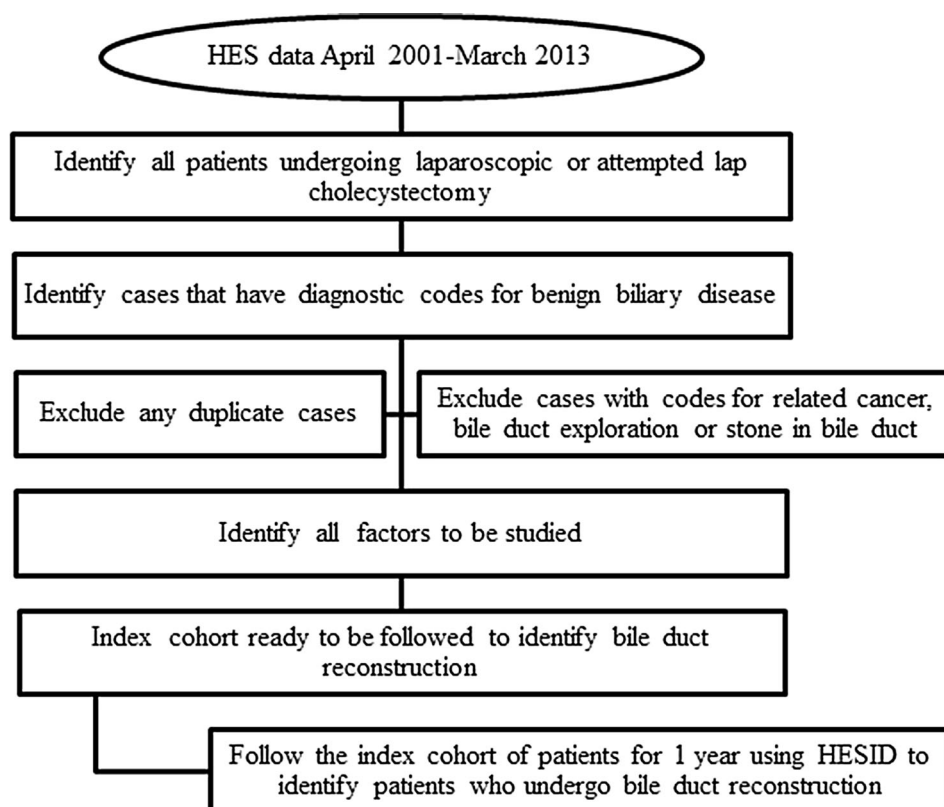 HES data April 2001-March 2013
Identify all patients undergoing laparoscopic or attempted lap
cholecystectomy
Identify cases that have diagnostic codes for benign biliary disease
Exclude any duplicate cases
Exclude cases with codes for related cancer,
bile duct exploration or stone in bile duct
Identify all factors to be studied
Index cohort ready to be followed to identify bile duct
reconstruction
Follow the index cohort of patients for 1 year using HESID to
identify patients who undergo bile duct reconstruction